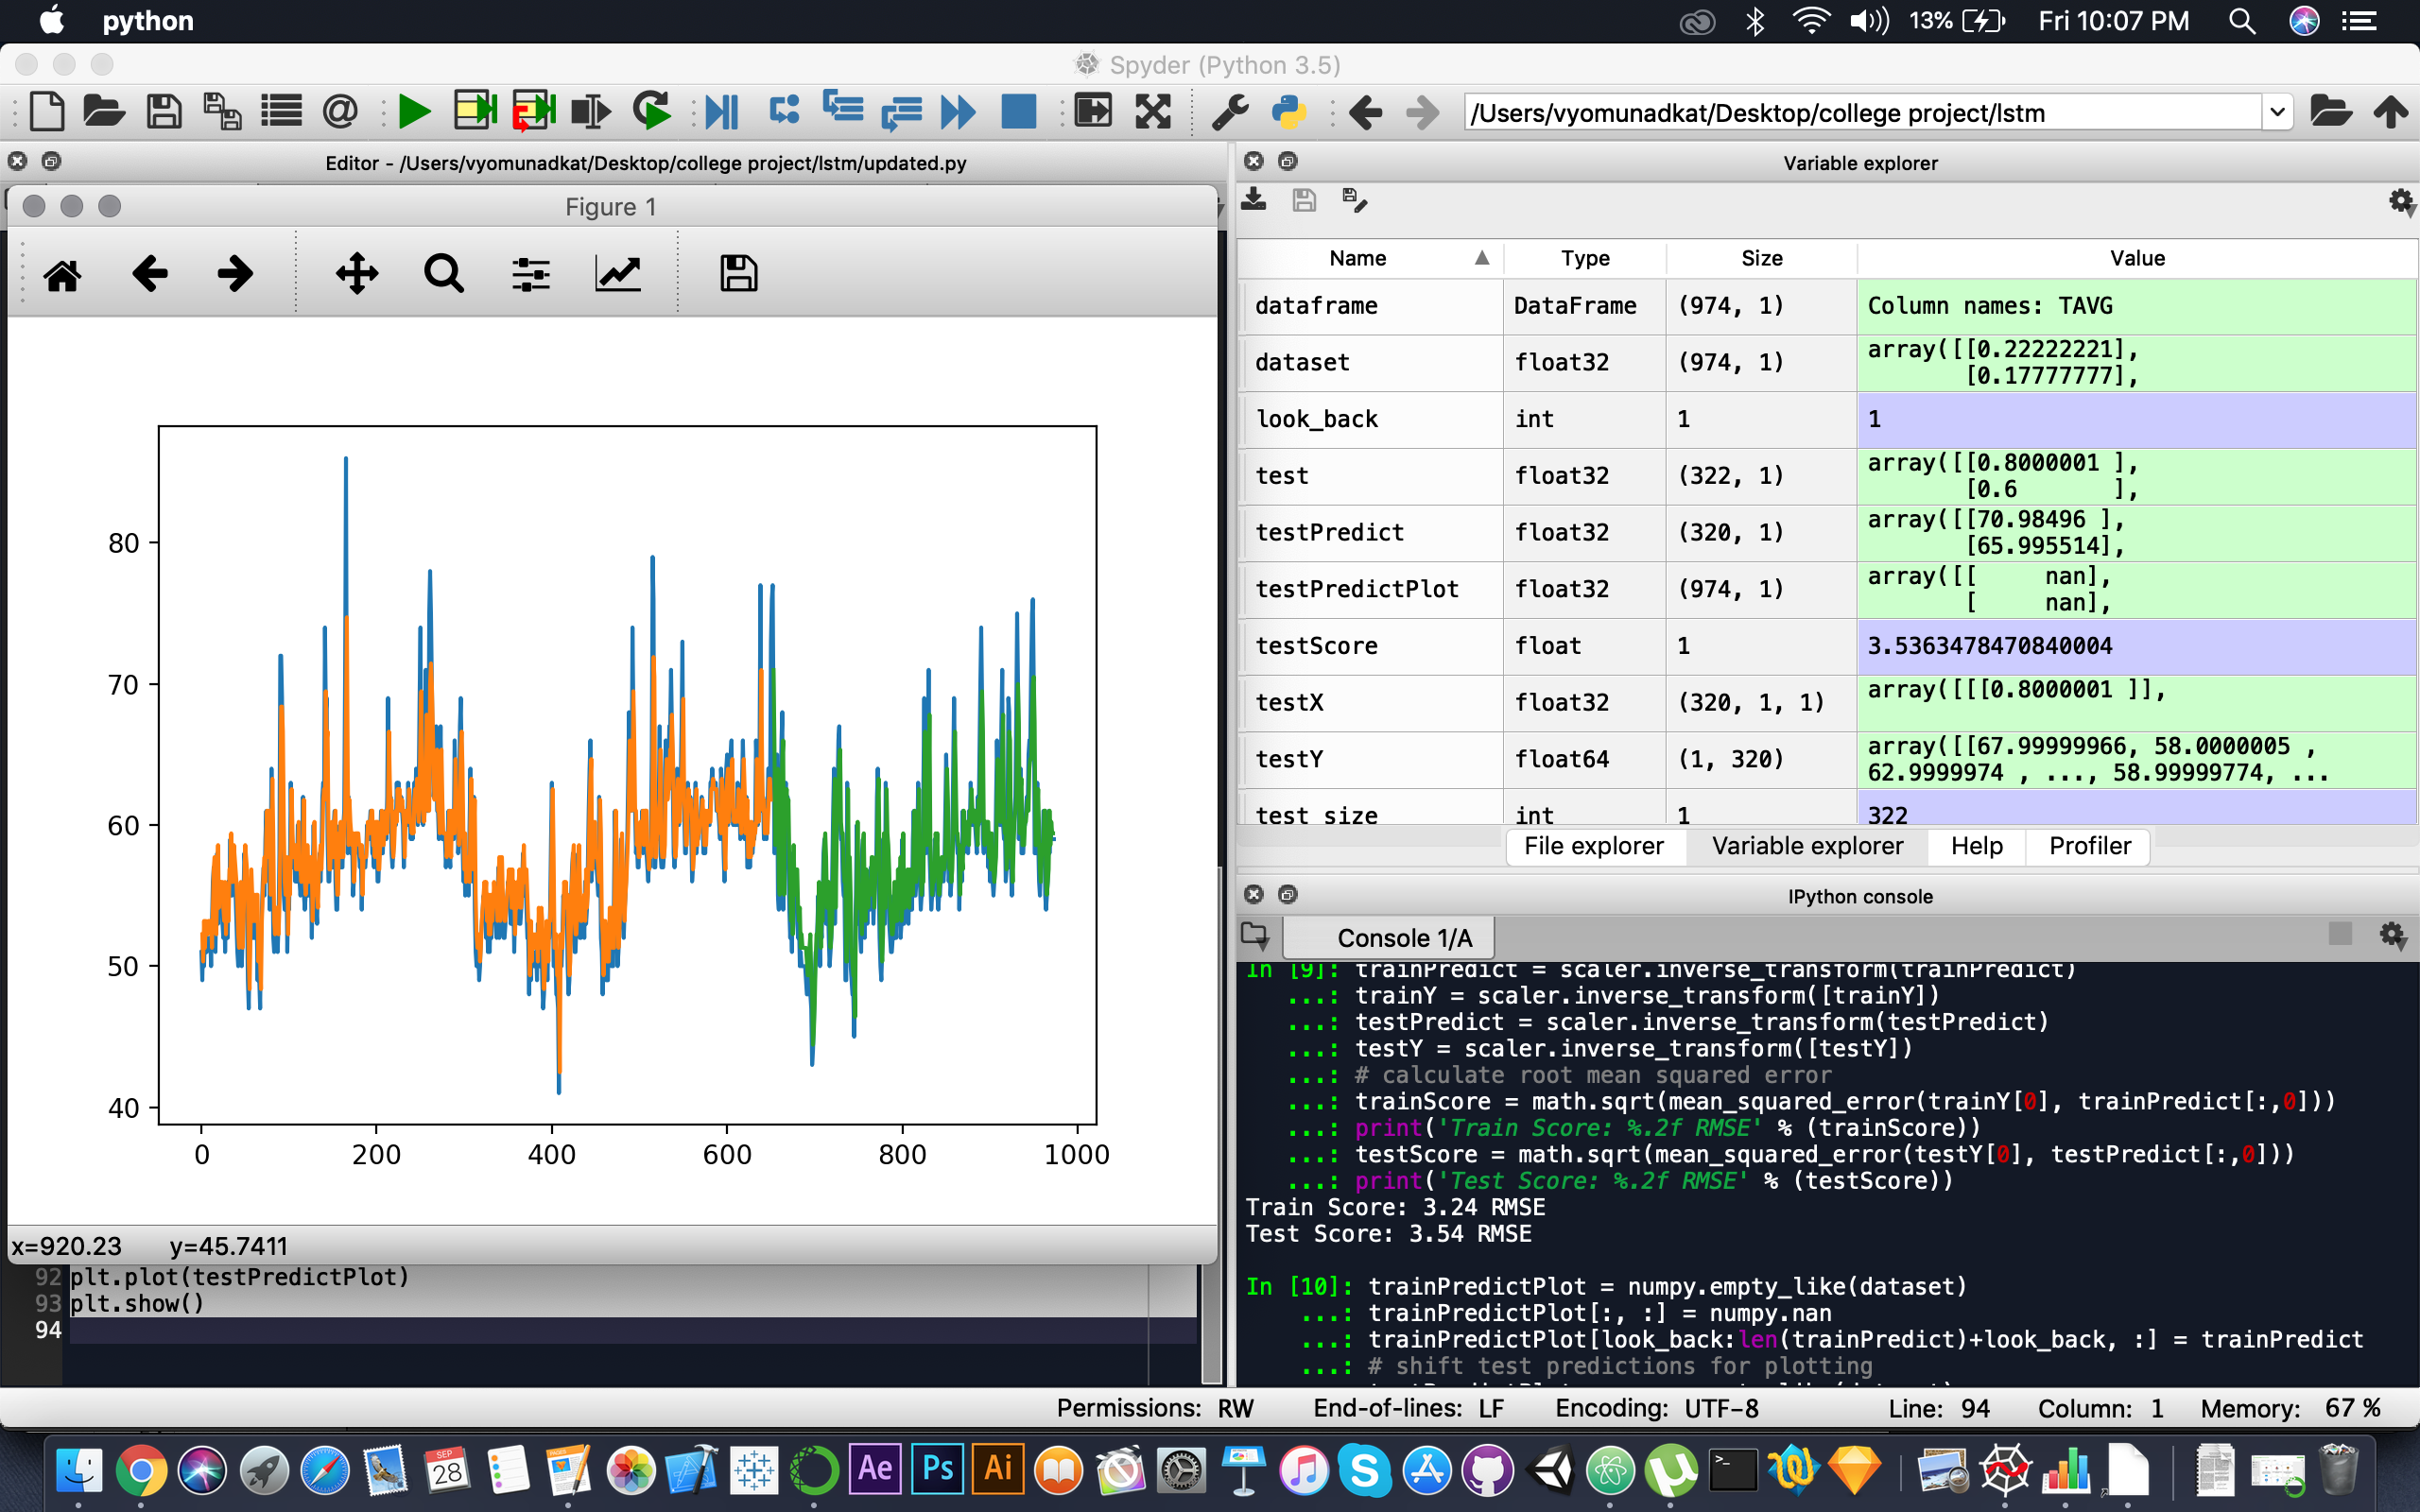 python
13%
Fri 10:07 PM
Spyder (Python 3.5)
@
/Users/vyomunadkat/Desktop/college project/lstm
Editor - /Users/vyomunadkat/Desktop/college project/lstm/updated.py
Figure 1
80
70
60
50
40
0 200 400 600 800 1000
x=920.23 y=45.7411
92 plt.plot(testPredictPlot)
93 plt.show()
94
Variable explorer
Name Type Size Value
dataframe DataFrame (974, 1) Column names: TAVG
dataset float32 (974, 1) array([[0.22222221],
[0.17777777],
look_back int 1 1
test float32 (322, 1) array([[0.8000001 ],
[0.6 ],
testPredict float32 (320, 1) array([[70.98496 ],
[65.995514],
testPredictPlot float32 (974, 1) array([[ nan],
[ nan],
testScore float 1 3.5363478470840004
testX float32 (320, 1, 1) array([[[0.8000001 ]],
testY float64 (1, 320) array([[67.99999966, 58.0000005 ,
62.9999974 , ..., 58.99999774, ...
test_size int 1 322
File explorer Variable explorer Help Profiler
IPython console
Console 1/A
In [9]: trainPredict = scaler.inverse_transform(trainPredict)
...: trainY = scaler.inverse_transform([trainY])
...: testPredict = scaler.inverse_transform(testPredict)
...: testY = scaler.inverse_transform([testY])
...: # calculate root mean squared error
...: trainScore = math.sqrt(mean_squared_error(trainY[0], trainPredict[:,0]))
...: print('Train Score: %.2f RMSE' % (trainScore))
...: testScore = math.sqrt(mean_squared_error(testY[0], testPredict[:,0]))
...: print('Test Score: %.2f RMSE' % (testScore))
Train Score: 3.24 RMSE
Test Score: 3.54 RMSE
In [10]: trainPredictPlot = numpy.empty_like(dataset)
...: trainPredictPlot[:, :] = numpy.nan
...: trainPredictPlot[look_back:len(trainPredict)+look_back, :] = trainPredict
...: # shift test predictions for plotting
Permissions: RW End-of-lines: LF Encoding: UTF-8 Line: 94 Column: 1 Memory: 67 %
SEP
28
Ae
Ps
Ai